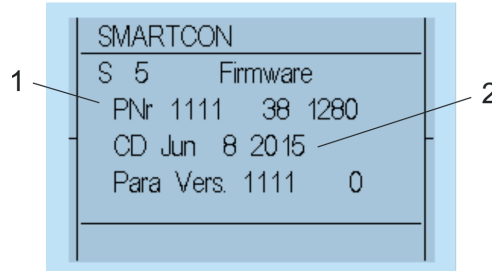 SMARTCON
S 5 Firmware
1 PNr 1111 38 1280
CD Jun 8 2015 2
Para Vers. 1111 0